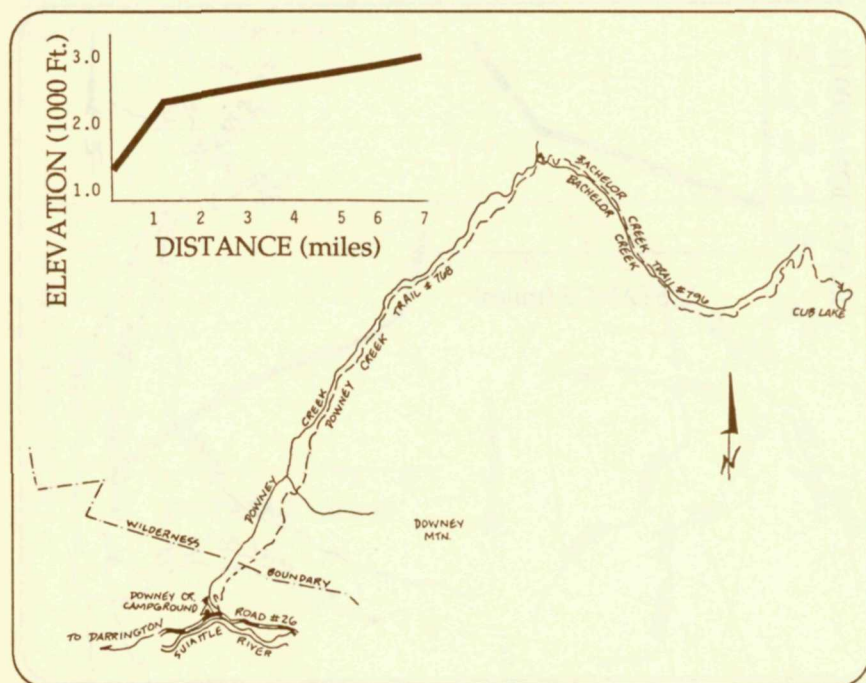 ELEVATION (1000 Ft.)
3.0
2.0
1.0
1 2 3 4 5 6 7
DISTANCE (miles)
BACHELOR CREEK TRAIL #796
BACHELOR CREEK
CUB LAKE
DOWNEY CREEK TRAIL #768
DOWNEY CREEK
N
DOWNEY
MTN.
WILDERNESS BOUNDARY
DOWNEY CR
CAMPGROUND
ROAD #26
TO DARRINGTON
SUIATTLE RIVER